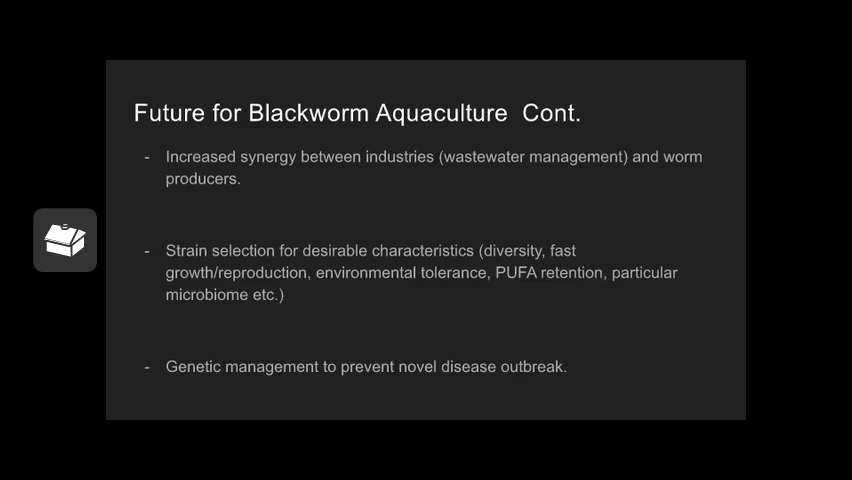 Future for Blackworm Aquaculture  Cont.
- Increased synergy between industries (wastewater management) and worm
producers.
- Strain selection for desirable characteristics (diversity, fast
growth/reproduction, environmental tolerance, PUFA retention, particular
microbiome etc.)
- Genetic management to prevent novel disease outbreak.